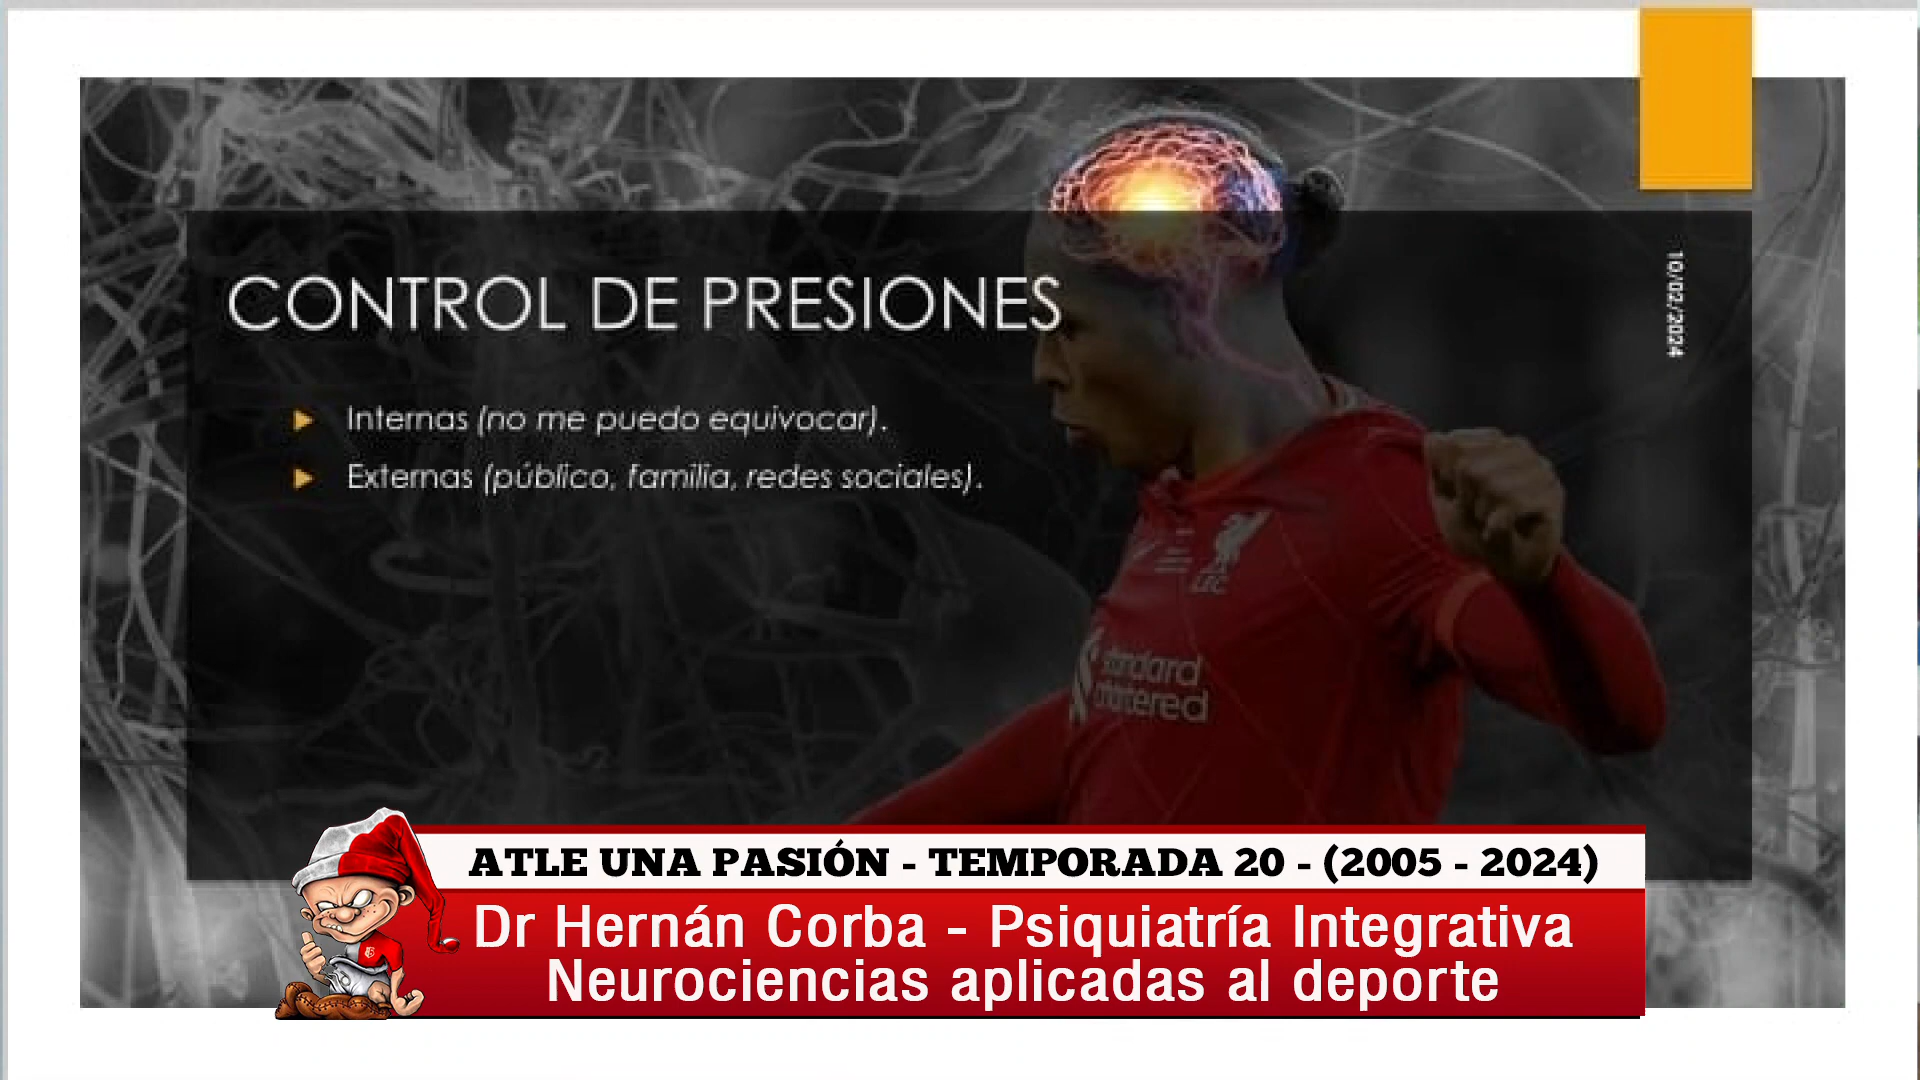 CONTROL DE PRESIONES
10/02/2024
Internas (no me puedo equivocar).
Externas (público, familia, redes sociales).
LFC
standard
chartered
ATLE UNA PASIÓN - TEMPORADA 20 - (2005 - 2024)
Dr Hernán Corba - Psiquiatría Integrativa
Neurociencias aplicadas al deporte